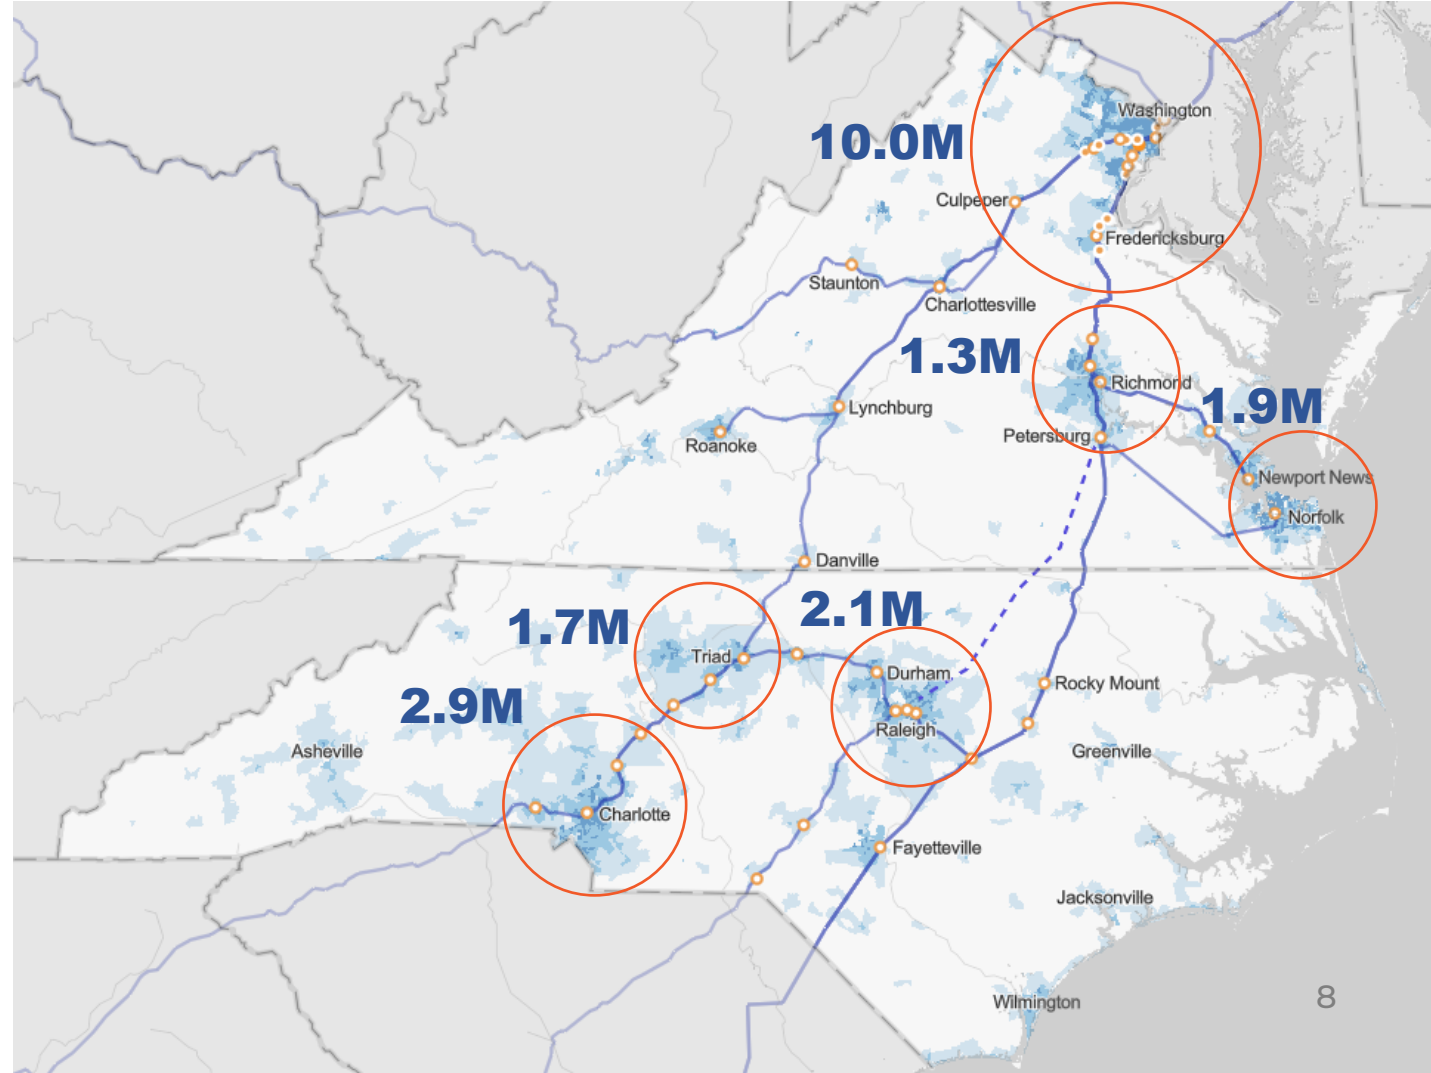 Washington
10.0M
Culpeper
Fredericksburg
Staunton
Charlottesville
1.3M
Richmond
1.9M
Lynchburg
Roanoke
Petersburg
Newport News
Norfolk
Danville
1.7M
2.1M
Triad
Durham
Rocky Mount
2.9M
Raleigh
Asheville
Greenville
Charlotte
Fayetteville
Jacksonville
Wilmington
8